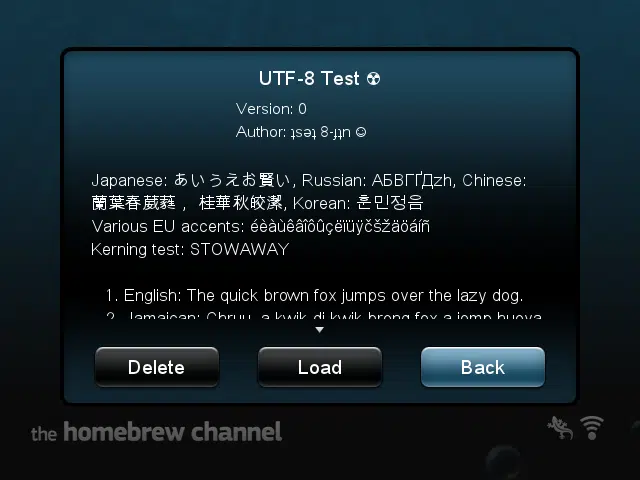 UTF-8 Test ☢
Version: 0
Author: ʇsǝʇ 8-ɟʇn ☺
Japanese: あいうえお賢い, Russian: АБВГҐДzh, Chinese:
蘭葉春葳蕤， 桂華秋皎潔, Korean: 훈민정음
Various EU accents: éèàùêâîôûçëïüÿčšžäöáíñ
Kerning test: STOWAWAY
1. English: The quick brown fox jumps over the lazy dog.
2. Jamaican: Chruu, a kwik di kwik brong fox a jomp huova
Delete
Load
Back
the homebrew channel